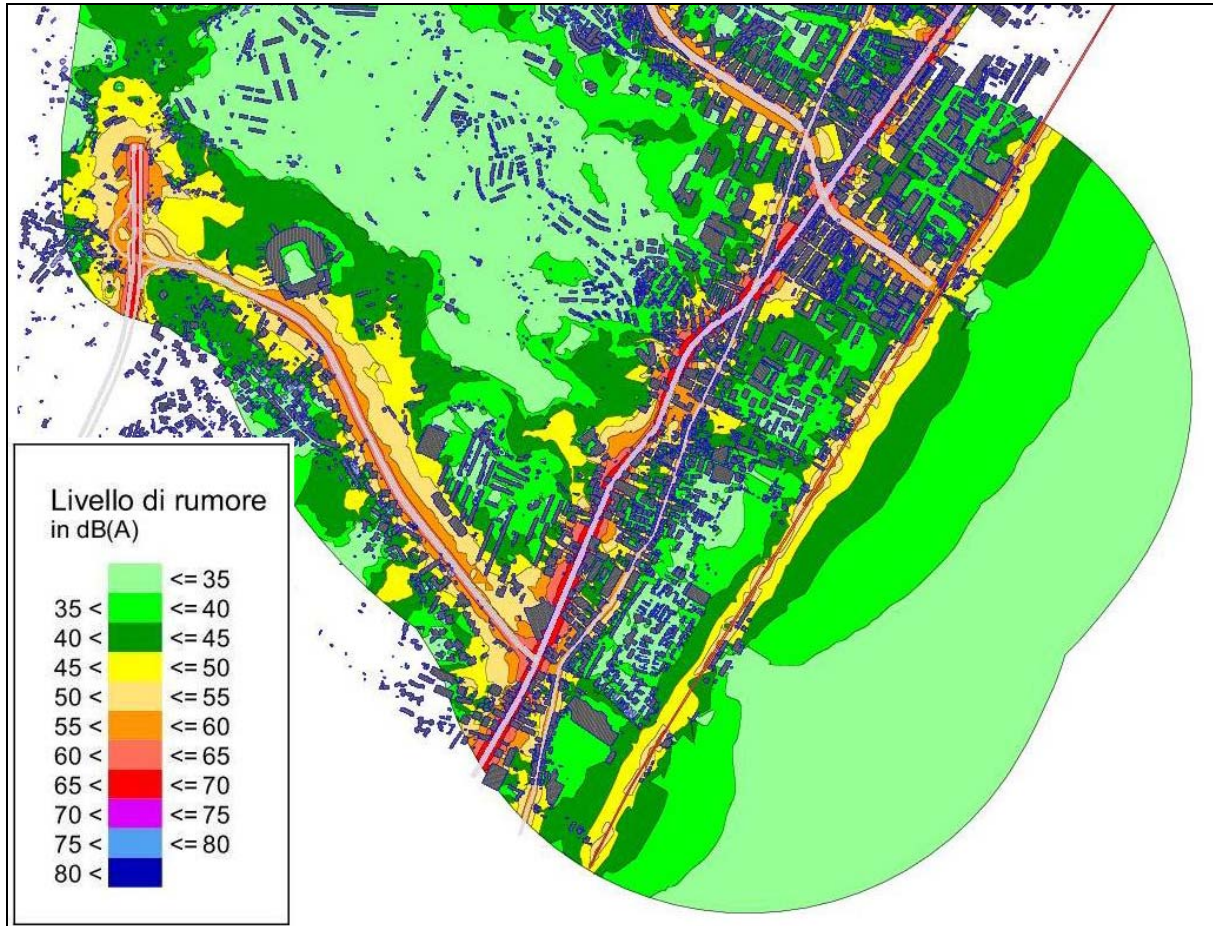 Livello di rumore
in dB(A)
<= 35
35 < <= 40
40 < <= 45
45 < <= 50
50 < <= 55
55 < <= 60
60 < <= 65
65 < <= 70
70 < <= 75
75 < <= 80
80 <